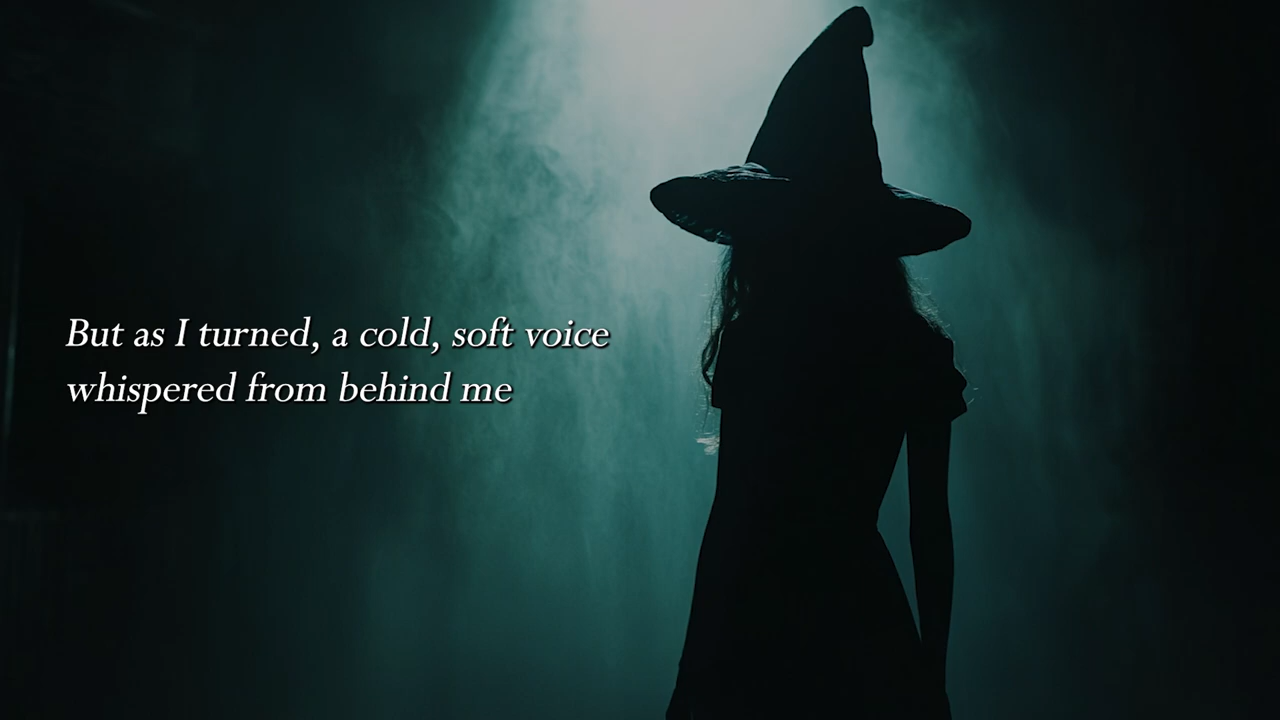 But as I turned, a cold, soft voice
whispered from behind me